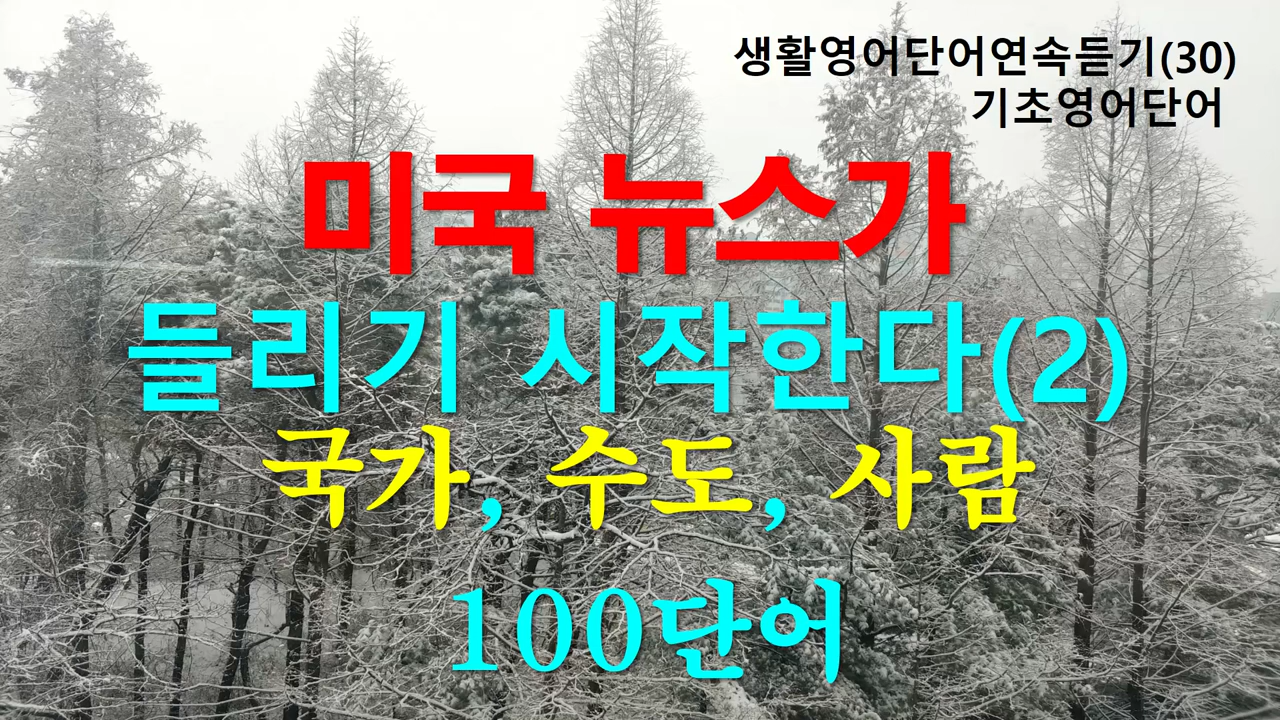 생활영어단어연속듣기(30)
기초영어단어
미국 뉴스가
들리기 시작한다(2)
국가, 수도, 사람
100단어